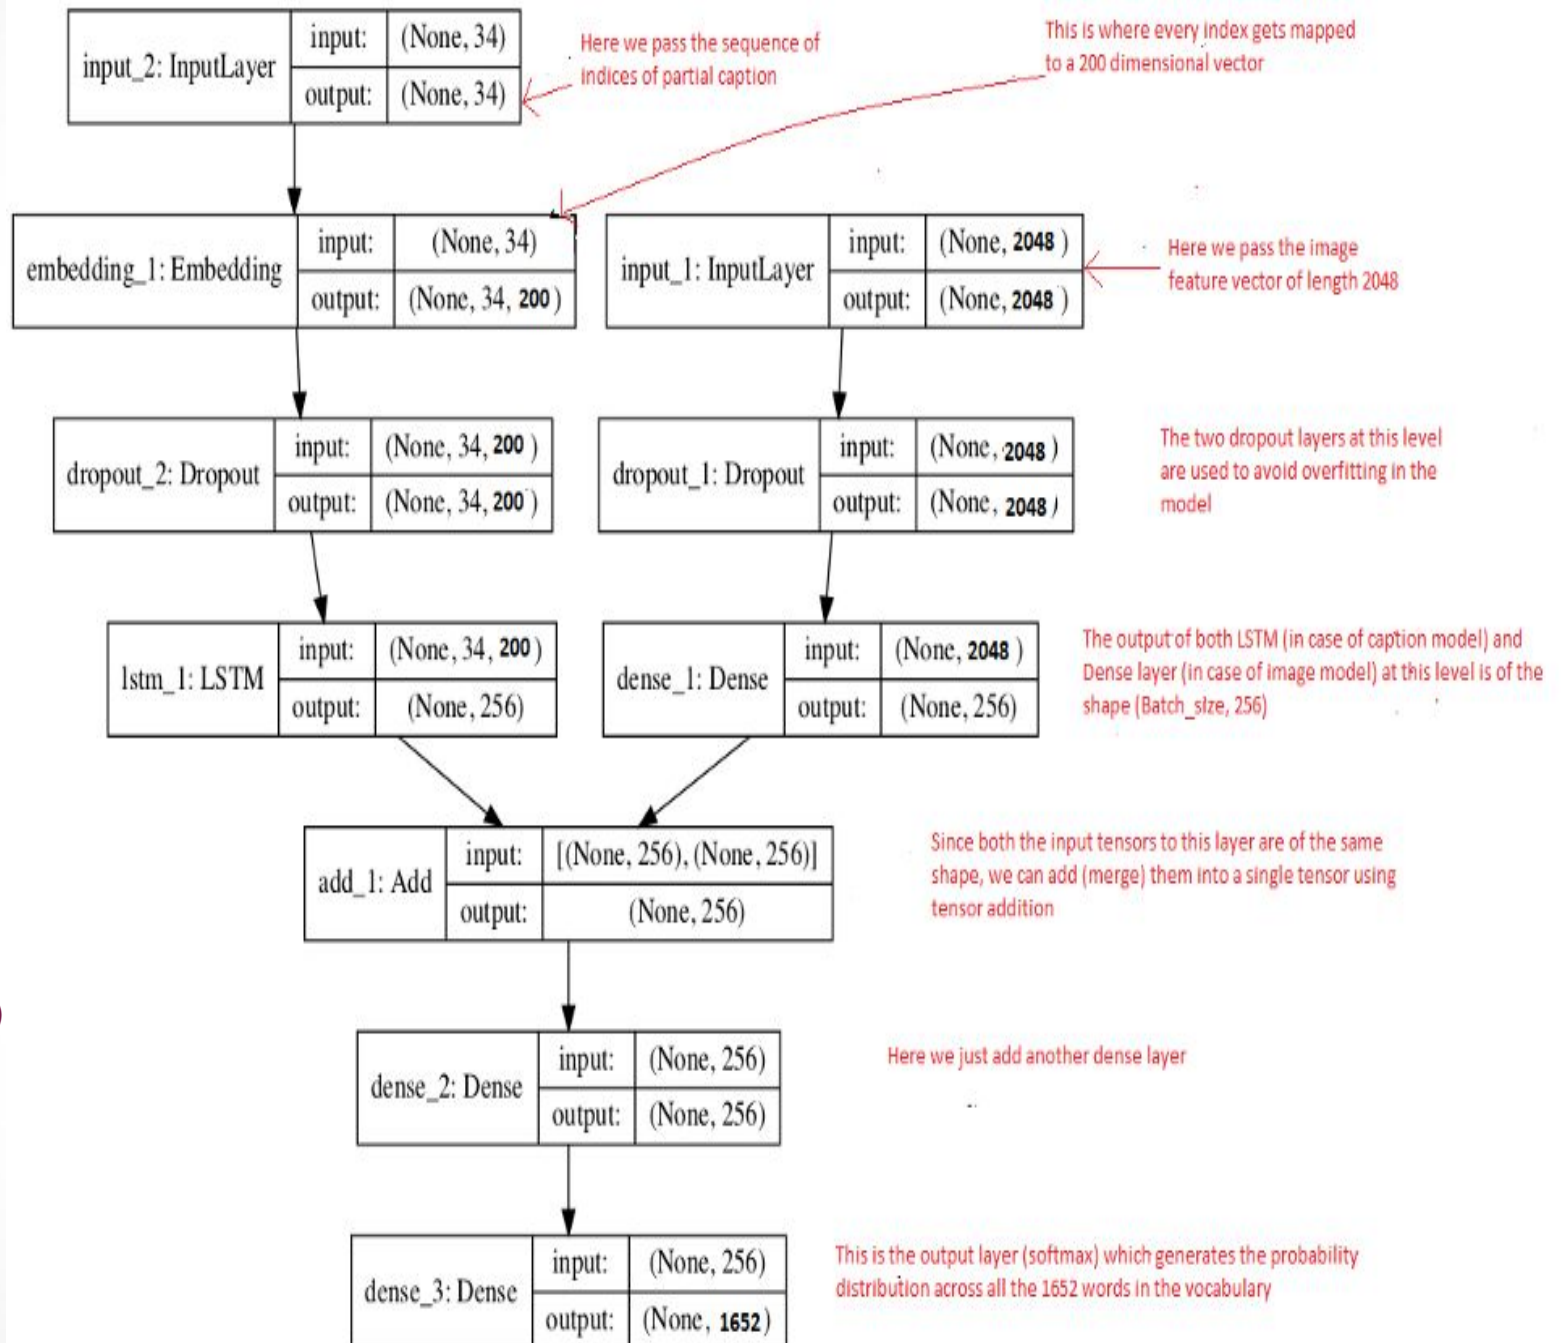 input_2: InputLayer
input: (None, 34)
output: (None, 34)
Here we pass the sequence of
indices of partial caption
This is where every index gets mapped
to a 200 dimensional vector
embedding_1: Embedding
input: (None, 34)
output: (None, 34, 200 )
input_1: InputLayer
input: (None, 2048 )
output: (None, 2048 )
Here we pass the image
feature vector of length 2048
dropout_2: Dropout
input: (None, 34, 200 )
output: (None, 34, 200 )
dropout_1: Dropout
input: (None, 2048 )
output: (None, 2048 )
The two dropout layers at this level
are used to avoid overfitting in the
model
lstm_1: LSTM
input: (None, 34, 200 )
output: (None, 256)
dense_1: Dense
input: (None, 2048 )
output: (None, 256)
The output of both LSTM (in case of caption model) and
Dense layer (in case of image model) at this level is of the
shape (Batch_size, 256)
add_1: Add
input: [(None, 256), (None, 256)]
output: (None, 256)
Since both the input tensors to this layer are of the same
shape, we can add (merge) them into a single tensor using
tensor addition
dense_2: Dense
input: (None, 256)
output: (None, 256)
Here we just add another dense layer
dense_3: Dense
input: (None, 256)
output: (None, 1652)
This is the output layer (softmax) which generates the probability
distribution across all the 1652 words in the vocabulary